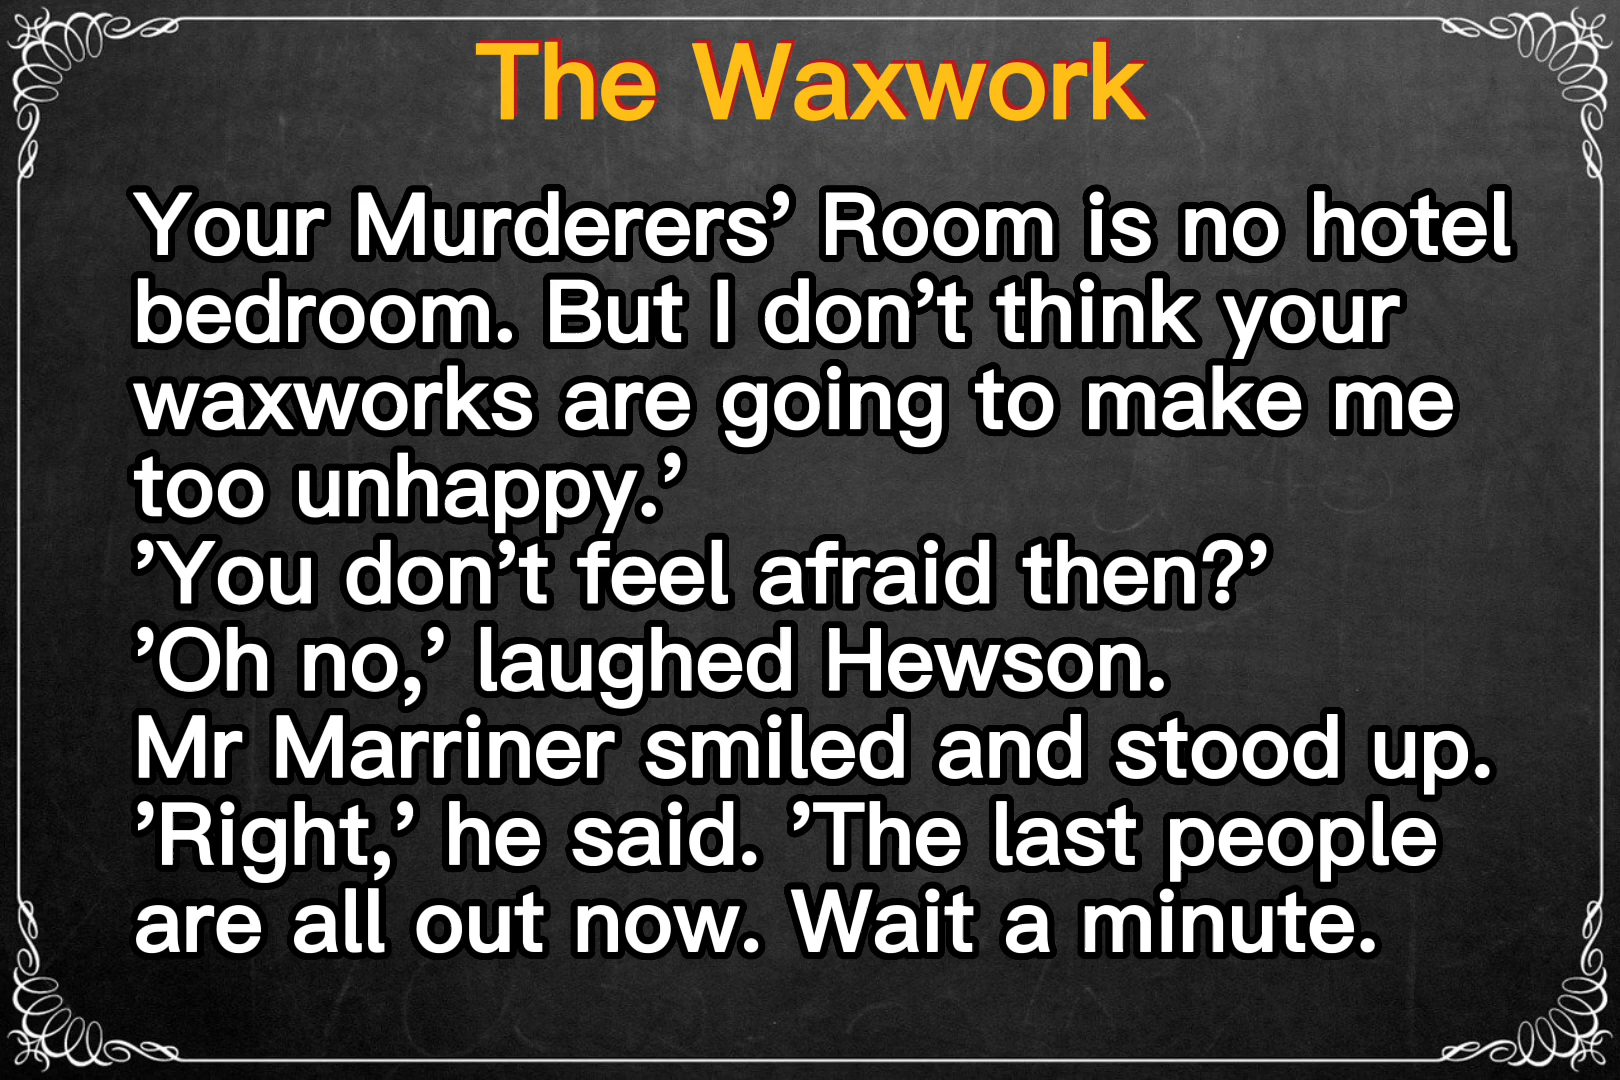 The Waxwork
Your Murderers’ Room is no hotel
bedroom. But I don’t think your
waxworks are going to make me
too unhappy.’
’You don’t feel afraid then?’
’Oh no,’ laughed Hewson.
Mr Marriner smiled and stood up.
’Right,’ he said. ’The last people
are all out now. Wait a minute.